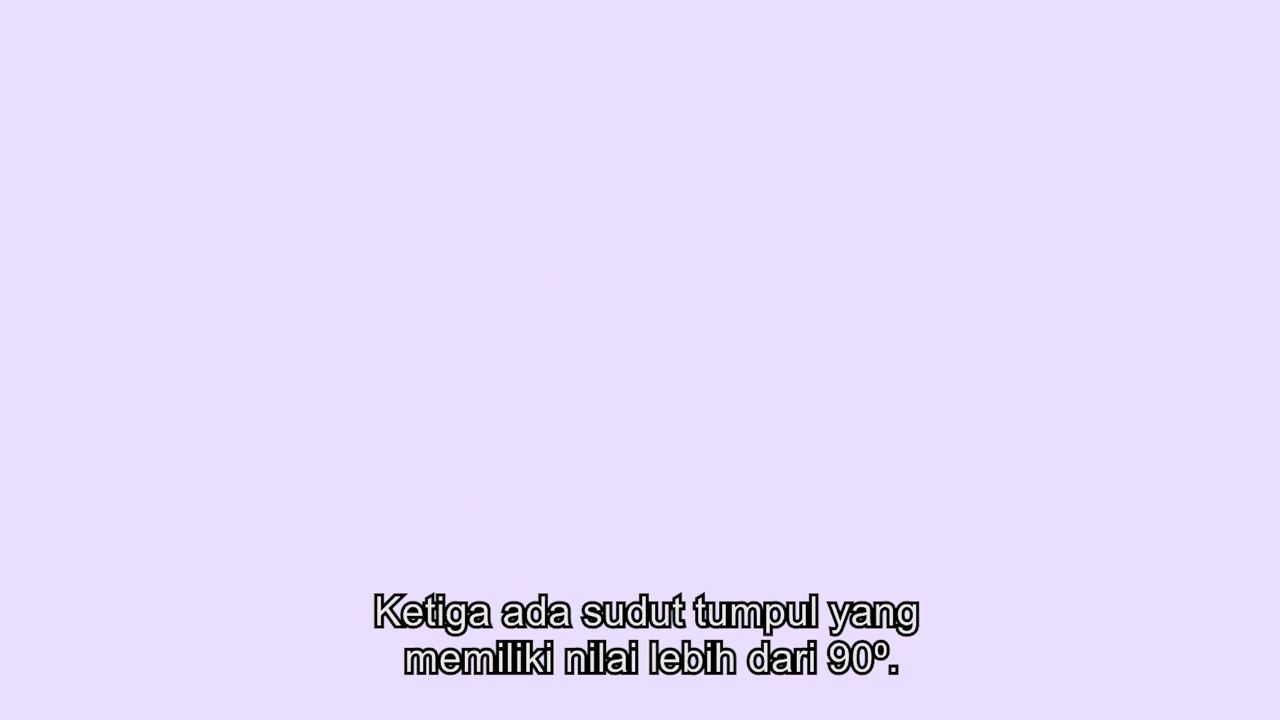 Ketiga ada sudut tumpul yang
memiliki nilai lebih dari 90º.